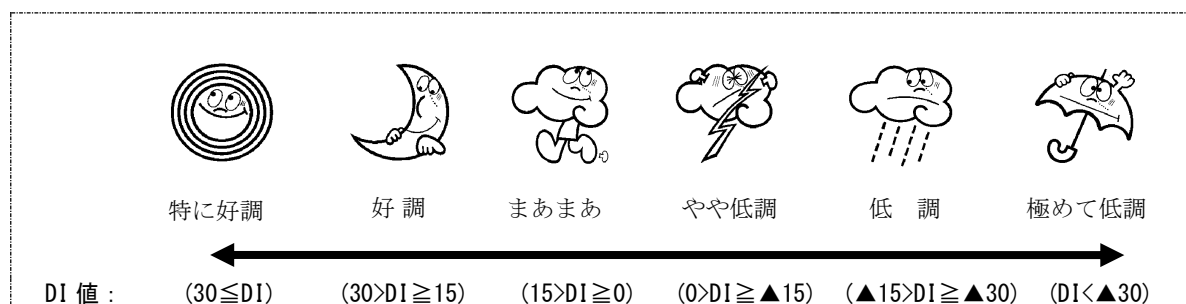 特に好調 好 調 まあまあ やや低調 低　調 極めて低調
DI 値： (30≦DI) (30>DI≧15) (15>DI≧0) (0>DI≧▲15) (▲15>DI≧▲30) (DI<▲30)